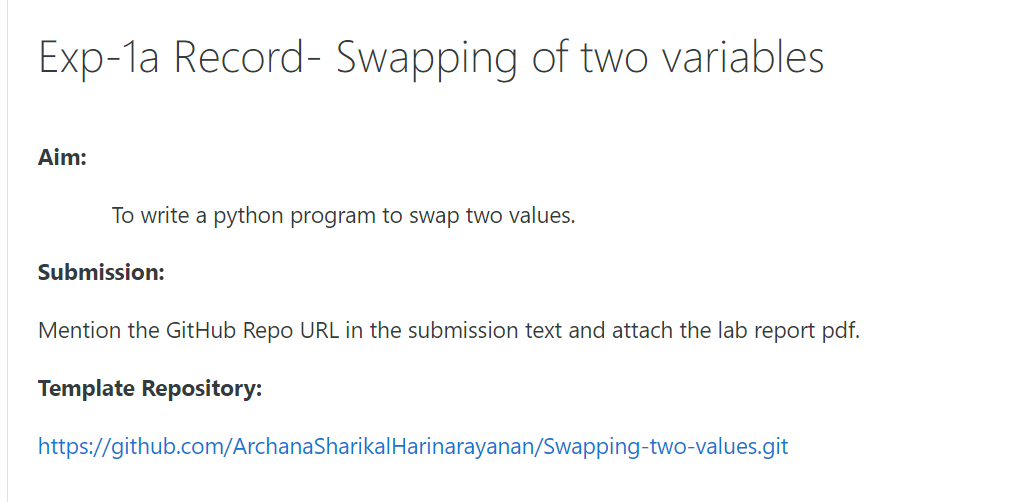 Exp-1a Record- Swapping of two variables
Aim:
To write a python program to swap two values.
Submission:
Mention the GitHub Repo URL in the submission text and attach the lab report pdf.
Template Repository:
https://github.com/ArchanaSharikalHarinarayanan/Swapping-two-values.git